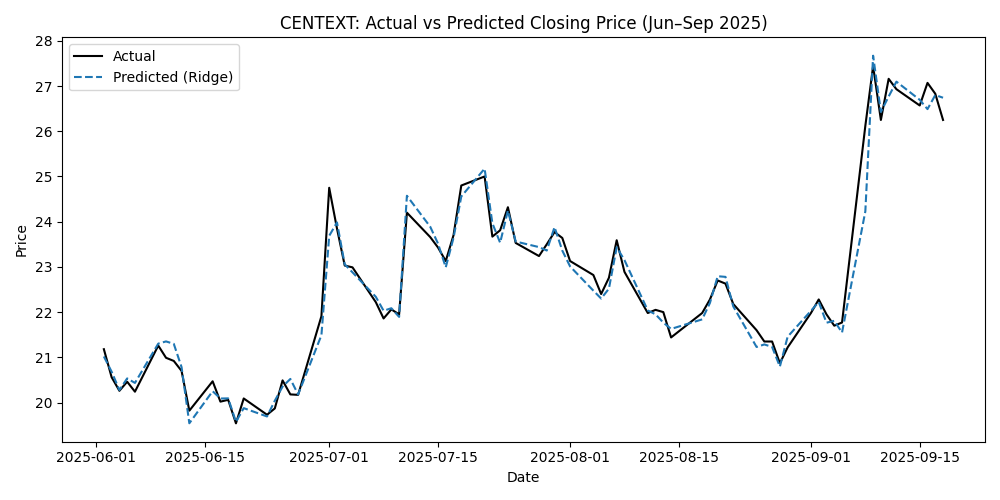 CENTEXT: Actual vs Predicted Closing Price (Jun–Sep 2025)
Actual
Predicted (Ridge)
28
27
26
25
24
23
22
21
20
Price
2025-06-01 2025-06-15 2025-07-01 2025-07-15 2025-08-01 2025-08-15 2025-09-01 2025-09-15
Date